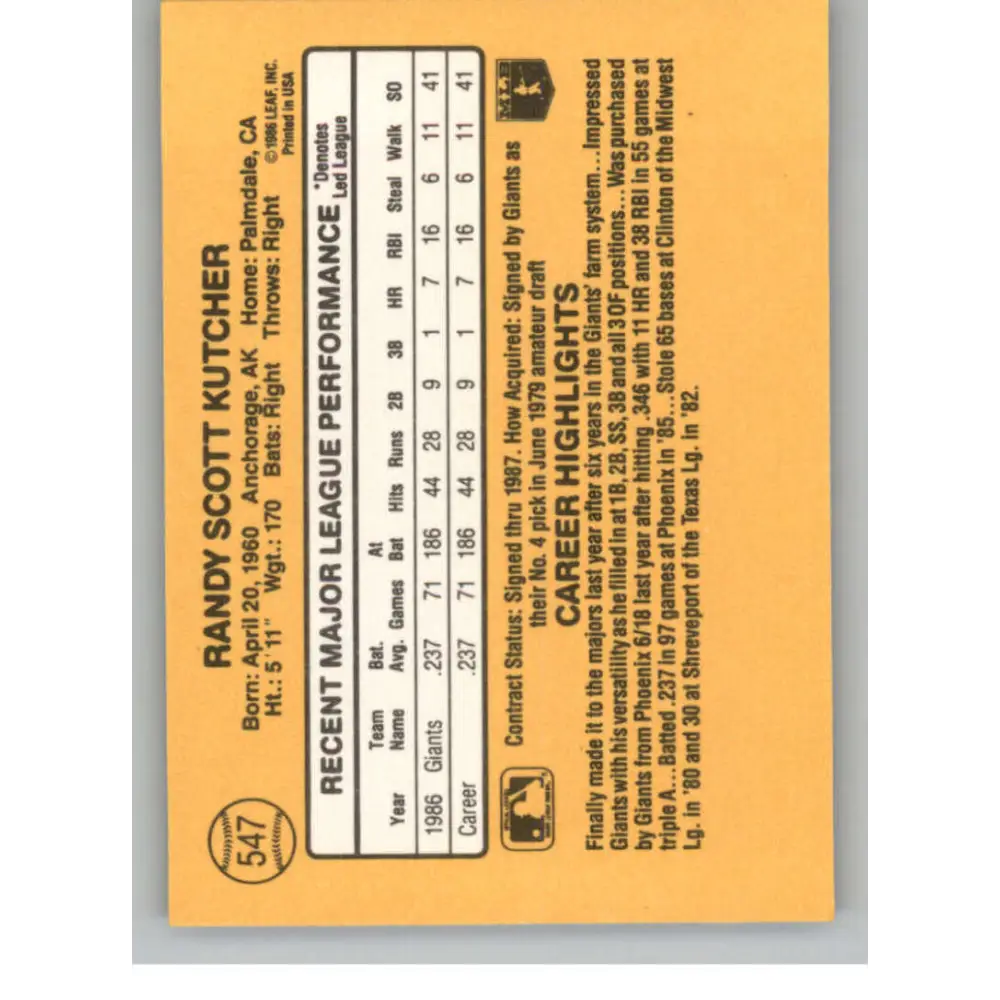 547
RANDY SCOTT KUTCHER
Born: April 20, 1960 Anchorage, AK Home: Palmdale, CA
Ht.: 5' 11" Wgt.: 170 Bats: Right Throws: Right
©1986 LEAF, INC.
Printed in USA
RECENT MAJOR LEAGUE PERFORMANCE *Denotes Led League
Year Team Name Bat. Avg. Games At Bat Hits Runs 2B 3B HR RBI Steal Walk SO
1986 Giants .237 71 186 44 28 9 1 7 16 6 11 41
Career .237 71 186 44 28 9 1 7 16 6 11 41
MLB
Contract Status: Signed thru 1987. How Acquired: Signed by Giants as
their No. 4 pick in June 1979 amateur draft
CAREER HIGHLIGHTS
Finally made it to the majors last year after six years in the Giants' farm system...Impressed
Giants with his versatility as he filled in at 1B, 2B, SS, 3B and all 3 OF positions...Was purchased
by Giants from Phoenix 6/18 last year after hitting .346 with 11 HR and 38 RBI in 55 games at
triple A...Batted .237 in 97 games at Phoenix in '85...Stole 65 bases at Clinton of the Midwest
Lg. in '80 and 30 at Shreveport of the Texas Lg. in '82.